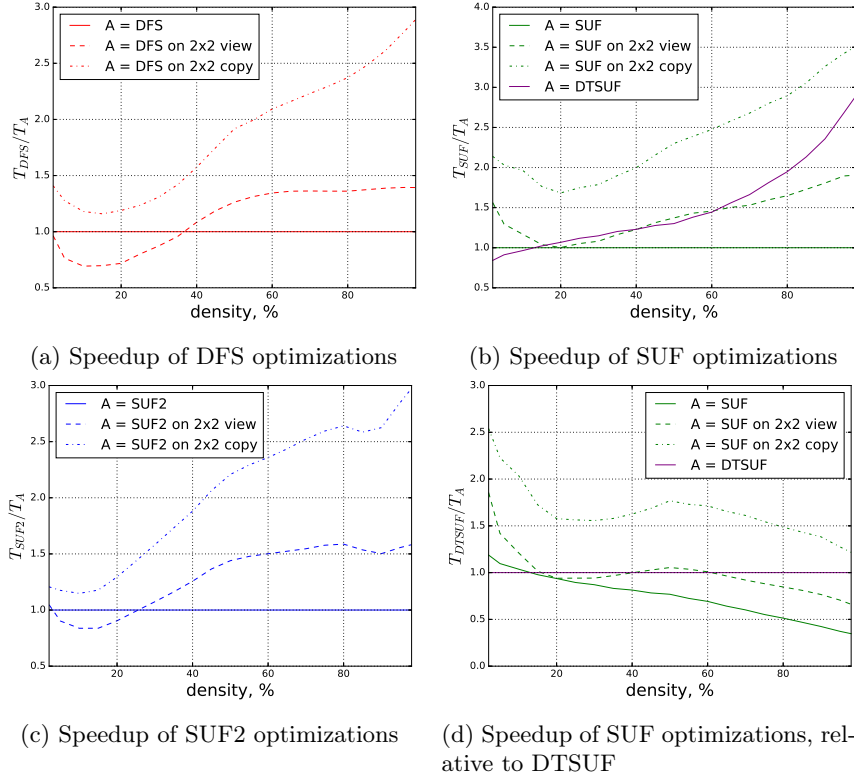 3.0
2.5
2.0
1.5
1.0
0.5
T_DFS/T_A
A = DFS
A = DFS on 2x2 view
A = DFS on 2x2 copy
20
40
60
80
density, %
(a) Speedup of DFS optimizations
4.0
3.5
3.0
2.5
2.0
1.5
1.0
0.5
T_SUF/T_A
A = SUF
A = SUF on 2x2 view
A = SUF on 2x2 copy
A = DTSUF
20
40
60
80
density, %
(b) Speedup of SUF optimizations
3.0
2.5
2.0
1.5
1.0
0.5
T_SUF2/T_A
A = SUF2
A = SUF2 on 2x2 view
A = SUF2 on 2x2 copy
20
40
60
80
density, %
(c) Speedup of SUF2 optimizations
3.0
2.5
2.0
1.5
1.0
0.5
0.0
T_DTSUF/T_A
A = SUF
A = SUF on 2x2 view
A = SUF on 2x2 copy
A = DTSUF
20
40
60
80
density, %
(d) Speedup of SUF optimizations, rel-
ative to DTSUF